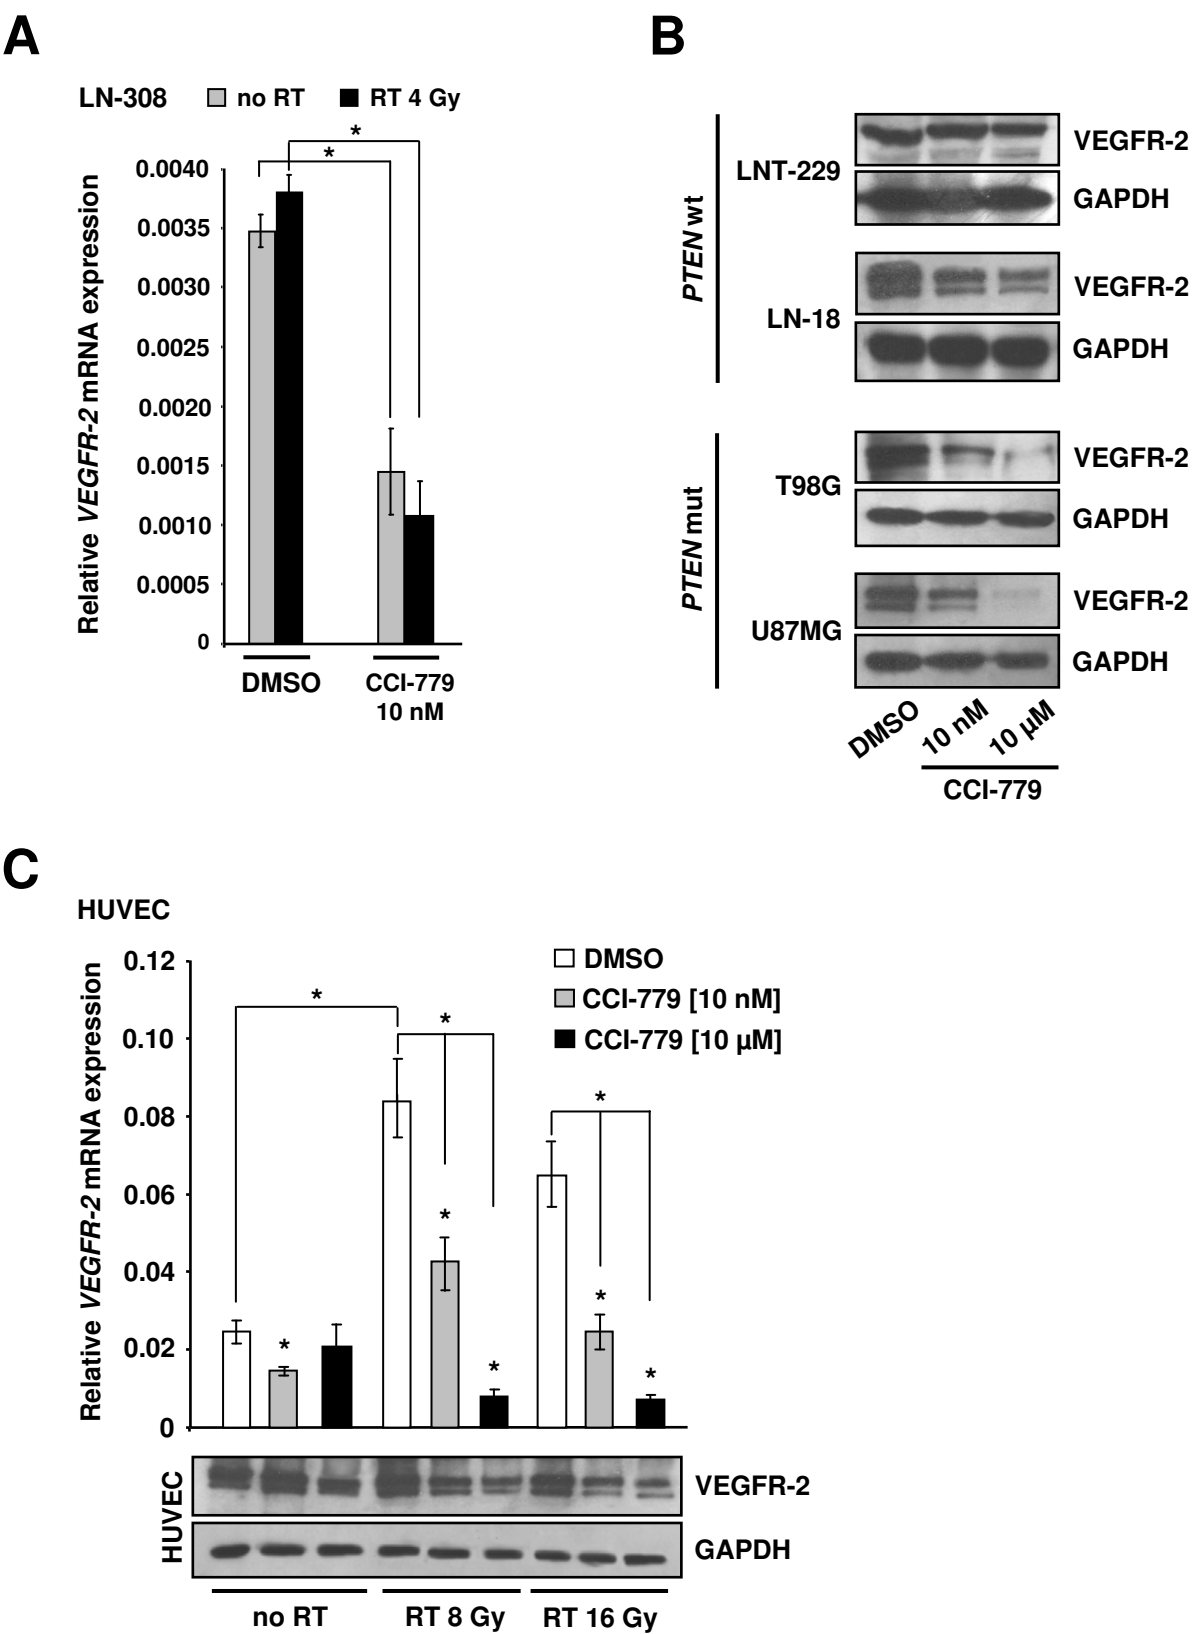 A
LN-308 no RT RT 4 Gy
*
*
Relative VEGFR-2 mRNA expression
0.0040
0.0035
0.0030
0.0025
0.0020
0.0015
0.0010
0.0005
0
DMSO CCI-779
10 nM
B
PTEN wt
LNT-229
VEGFR-2
GAPDH
LN-18
VEGFR-2
GAPDH
PTEN mut
T98G
VEGFR-2
GAPDH
U87MG
VEGFR-2
GAPDH
DMSO 10 nM 10 µM
CCI-779
C
HUVEC
DMSO
CCI-779 [10 nM]
CCI-779 [10 µM]
Relative VEGFR-2 mRNA expression
0.12
0.10
0.08
0.06
0.04
0.02
0
*
*
*
*
*
*
*
*
HUVEC
VEGFR-2
GAPDH
no RT RT 8 Gy RT 16 Gy